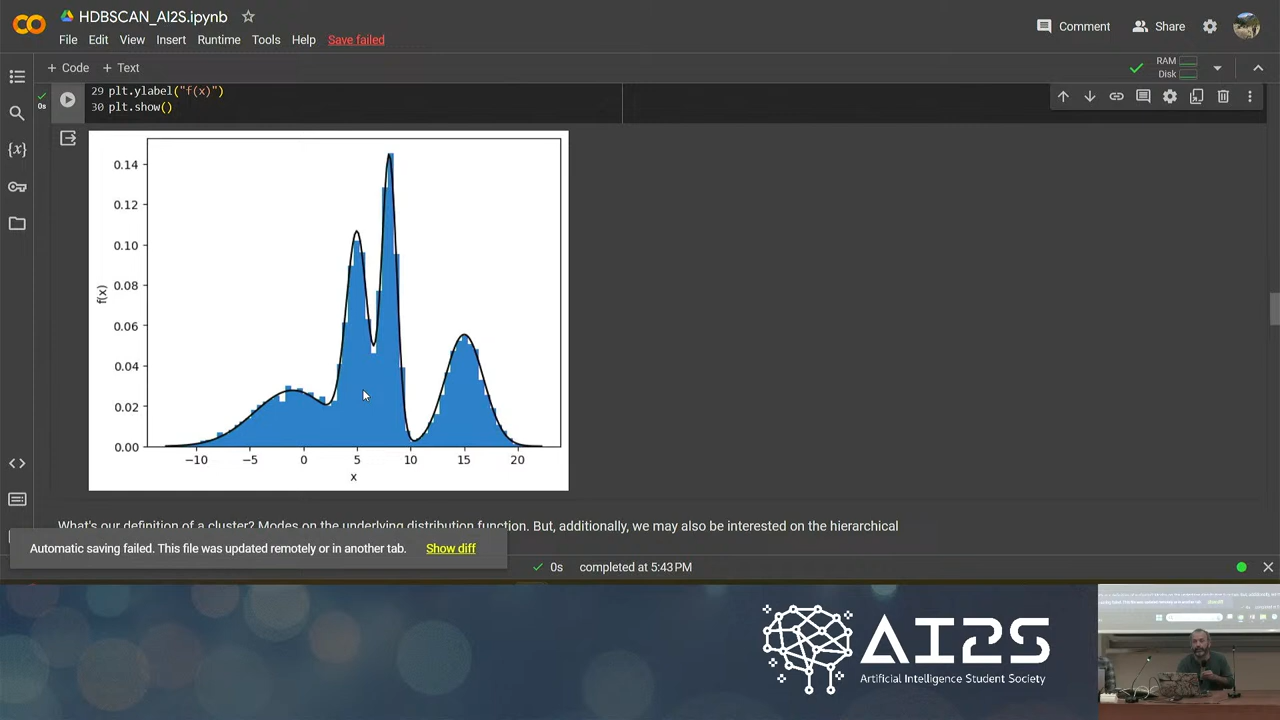 HDBSCAN_AI2S.ipynb
Comment
Share
File Edit View Insert Runtime Tools Help Save failed
+ Code + Text
RAM
Disk
0s
29 plt.ylabel("f(x)")
30 plt.show()
{x}
0.14
0.12
0.10
0.08
0.06
0.04
0.02
0.00
f(x)
−10 −5 0 5 10 15 20
x
What's our definition of a cluster? Modes on the underlying distribution function. But, additionally, we may also be interested on the hierarchical
Automatic saving failed. This file was updated remotely or in another tab. Show diff
0s completed at 5:43 PM
AI2S
Artificial Intelligence Student Society